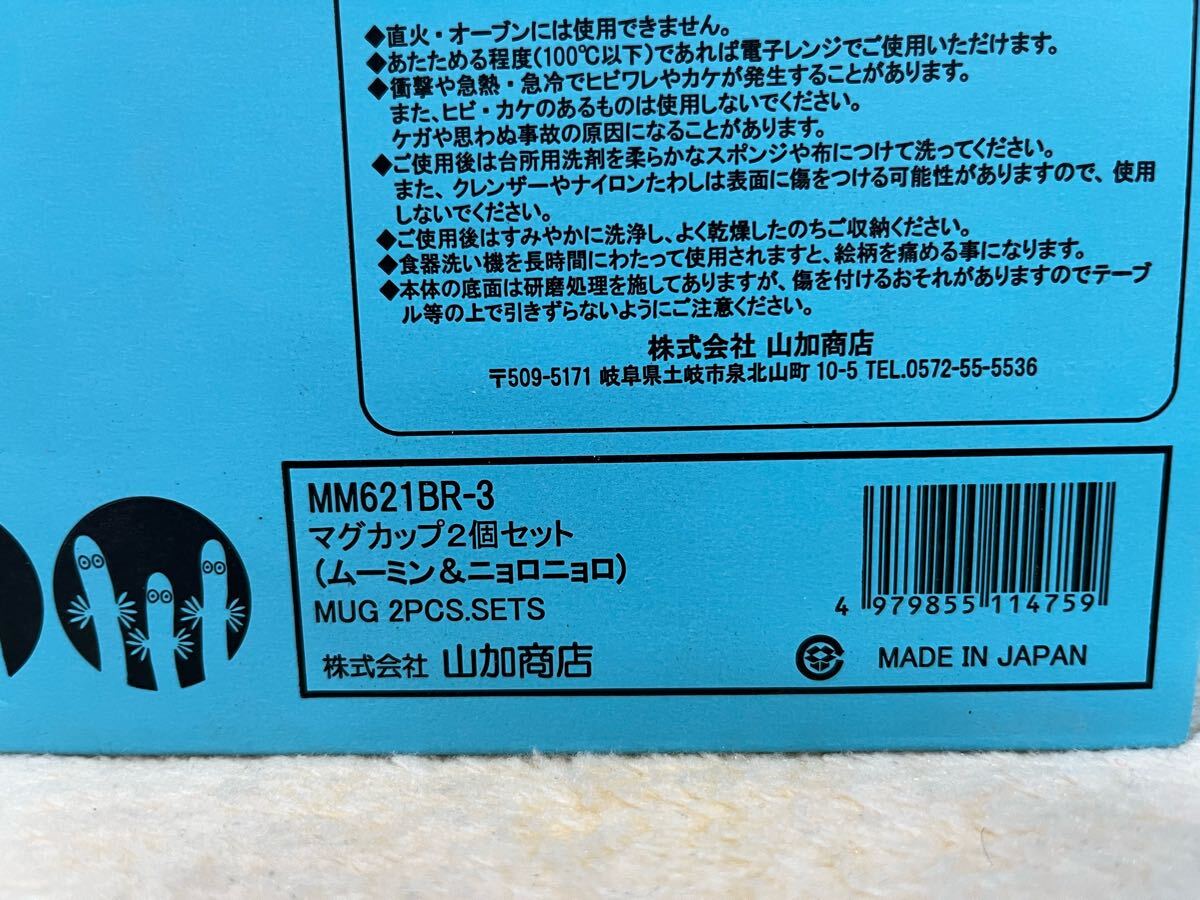 ◆直火・オーブンには使用できません。
◆あたためる程度(100℃以下)であれば電子レンジでご使用いただけます。
◆衝撃や急熱・急冷でヒビワレやカケが発生することがあります。
また、ヒビ・カケのあるものは使用しないでください。
ケガや思わぬ事故の原因になることがあります。
◆ご使用後は台所用洗剤を柔らかなスポンジや布につけて洗ってください。
また、クレンザーやナイロンたわしは表面に傷をつける可能性がありますので、使用
しないでください。
◆ご使用後はすみやかに洗浄し、よく乾燥したのちご収納ください。
◆食器洗い機を長時間にわたって使用されますと、絵柄を痛める事になります。
◆本体の底面は研磨処理を施してありますが、傷を付けるおそれがありますのでテーブ
ル等の上で引きずらないようにご注意ください。
株式会社 山加商店
〒509-5171 岐阜県土岐市泉北山町 10-5 TEL.0572-55-5536
MM621BR-3
マグカップ2個セット
(ムーミン&ニョロニョロ)
MUG 2PCS.SETS
株式会社 山加商店
4 979855 114759
MADE IN JAPAN